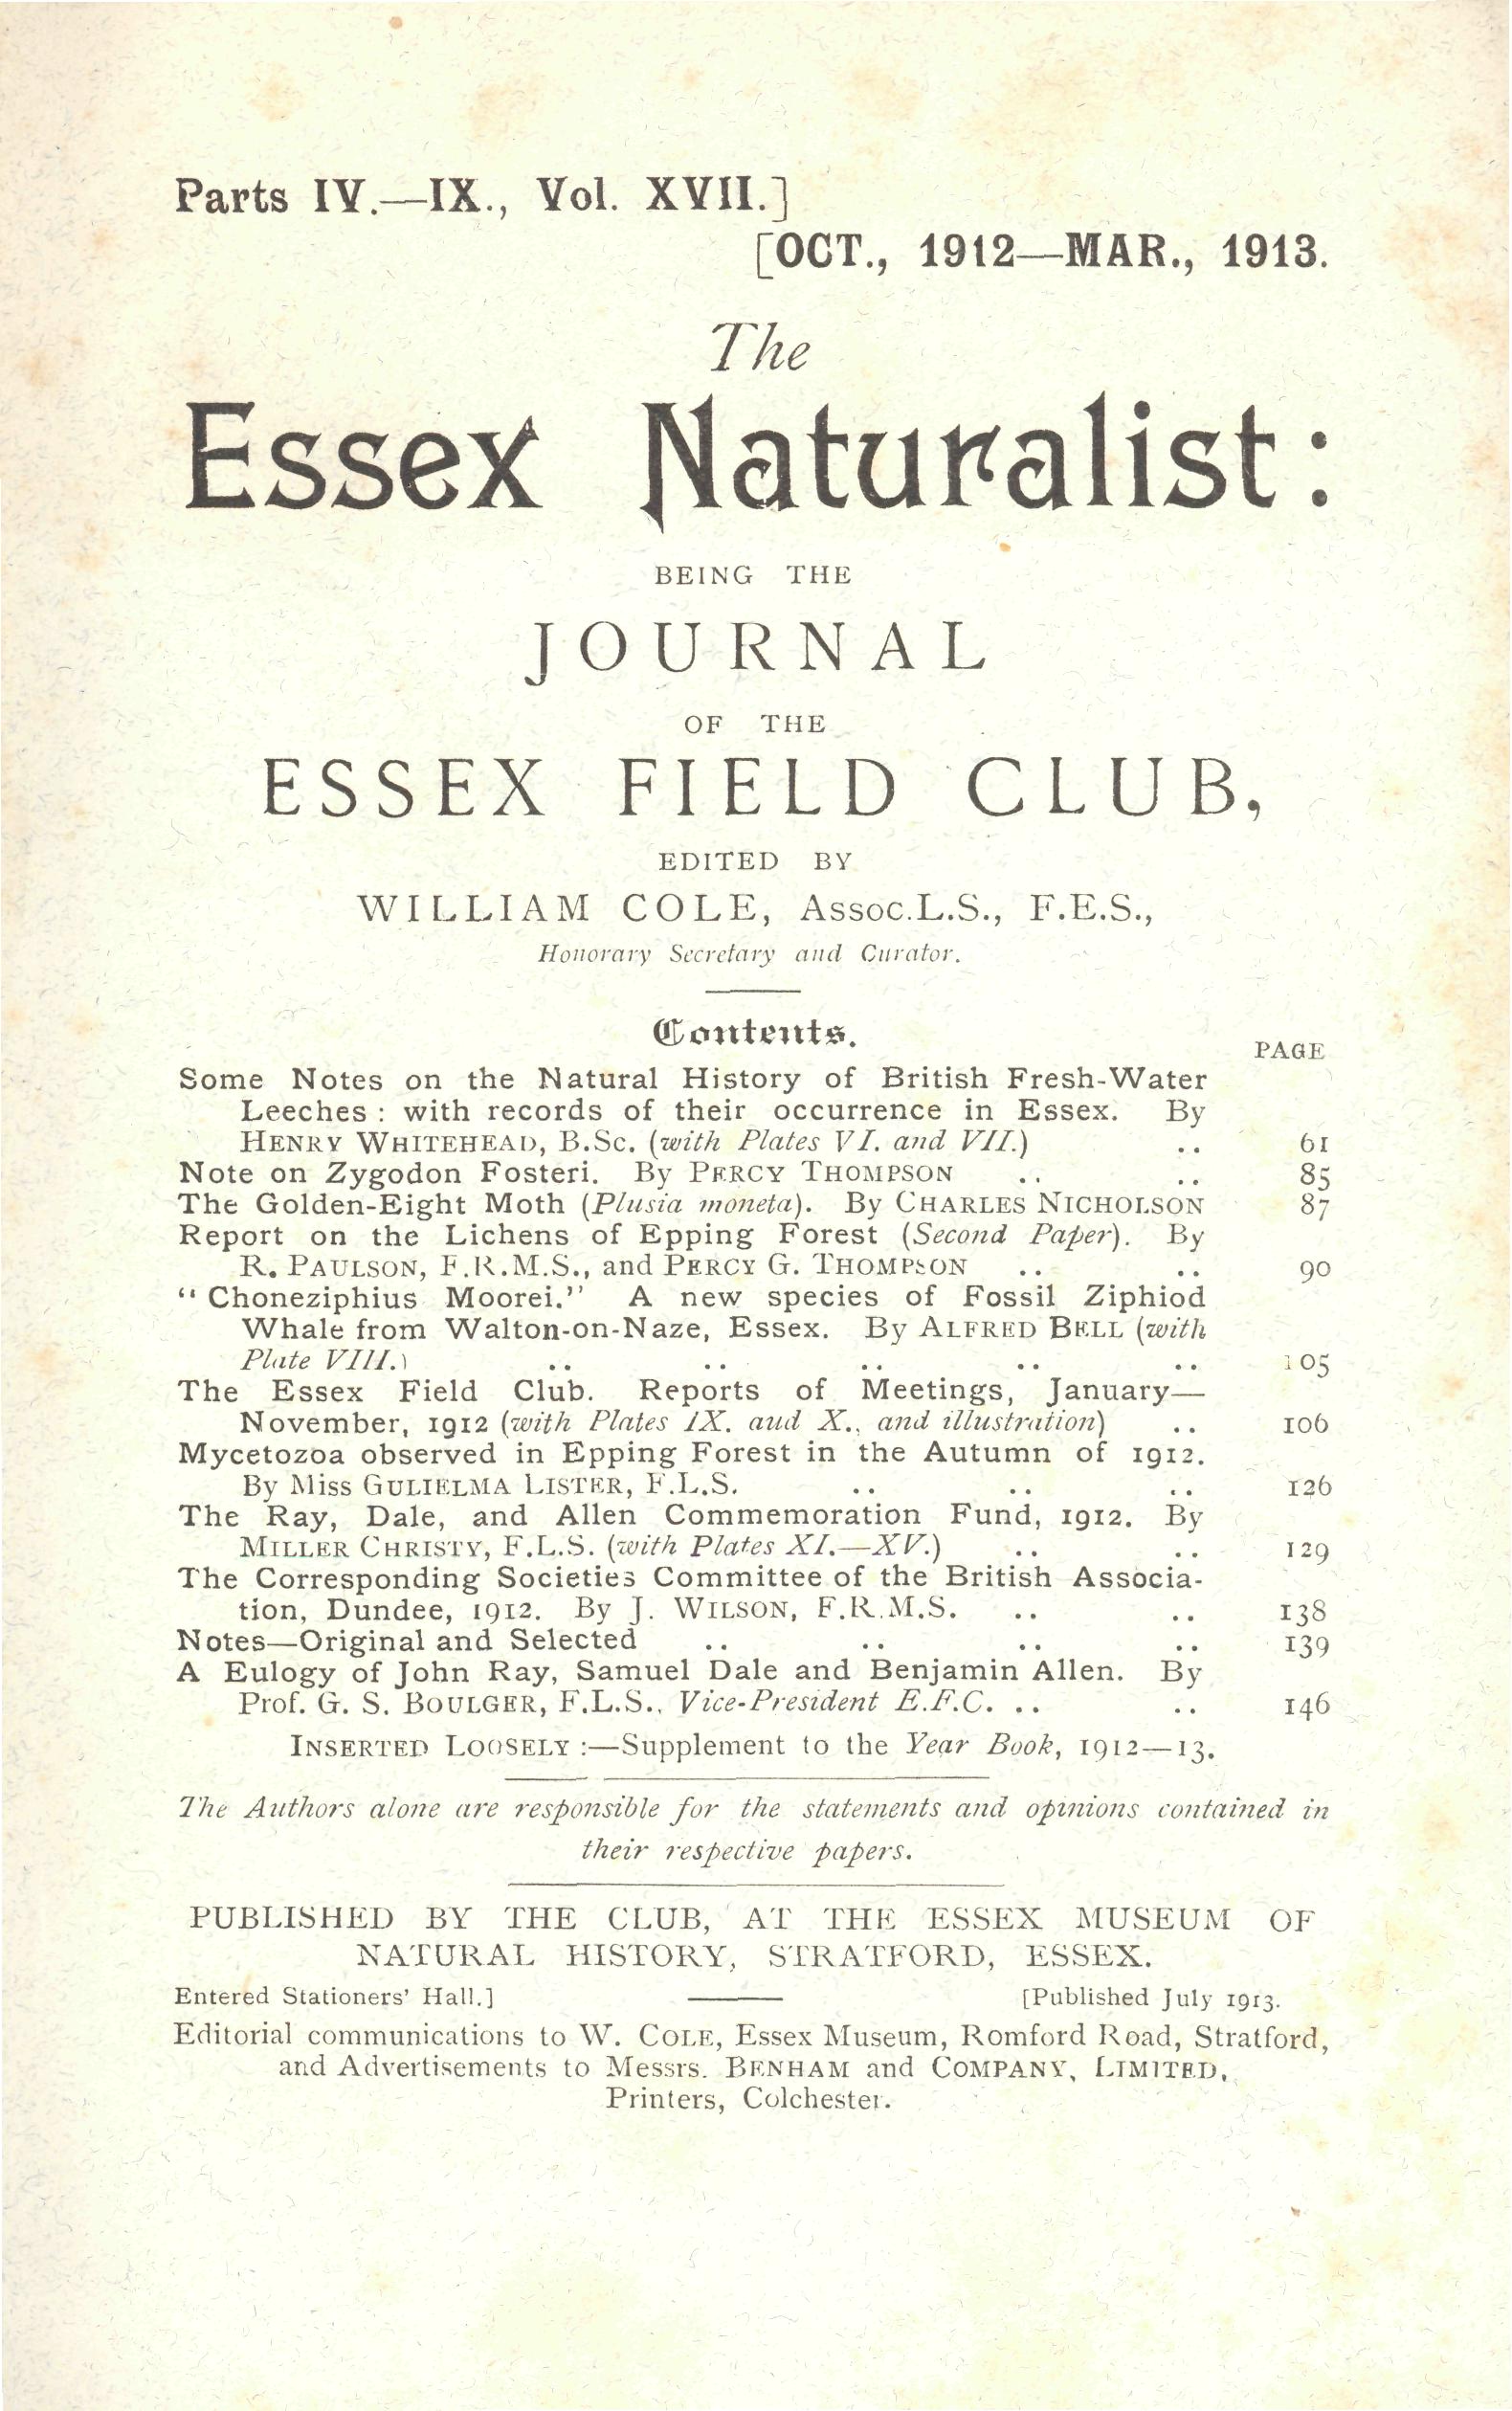 Parts IV.—IX., Vol. XVII.]
[OCT., 1912—MAR., 1913.
The
Essex Naturalist:
BEING THE
JOURNAL
OF THE
ESSEX FIELD CLUB,
EDITED BY
WILLIAM COLE, Assoc.L.S., F.E.S.,
Honorary Secretary and Curator.
Contents.
PAGE
Some Notes on the Natural History of British Fresh-Water
Leeches : with records of their occurrence in Essex. By
HENRY WHITEHEAD, B.Sc. (with Plates VI. and VII.) .. 61
Note on Zygodon Fosteri. By PERCY THOMPSON .. .. 85
The Golden-Eight Moth (Plusia moneta). By CHARLES NICHOLSON 87
Report on the Lichens of Epping Forest (Second Paper). By
R. PAULSON, F.R.M.S., and PERCY G. THOMPSON .. .. 90
“Choneziphius Moorei.” A new species of Fossil Ziphiod
Whale from Walton-on-Naze, Essex. By ALFRED BELL (with
Plate VIII.) .. .. .. .. .. 105
The Essex Field Club. Reports of Meetings, January—
November, 1912 (with Plates IX. aud X., and illustration) .. 106
Mycetozoa observed in Epping Forest in the Autumn of 1912.
By Miss GULIELMA LISTER, F.L.S. .. .. .. 126
The Ray, Dale, and Allen Commemoration Fund, 1912. By
MILLER CHRISTY, F.L.S. (with Plates XI.—XV.) .. .. 129
The Corresponding Societies Committee of the British Associa-
tion, Dundee, 1912. By J. WILSON, F.R.M.S. .. .. 138
Notes—Original and Selected .. .. .. .. 139
A Eulogy of John Ray, Samuel Dale and Benjamin Allen. By
Prof. G. S. BOULGER, F.L.S., Vice-President E.F.C. .. .. 146
INSERTED LOOSELY :—Supplement to the Year Book, 1912—13.
The Authors alone are responsible for the statements and opinions contained in
their respective papers.
PUBLISHED BY THE CLUB, AT THE ESSEX MUSEUM OF
NATURAL HISTORY, STRATFORD, ESSEX.
Entered Stationers' Hall.] [Published July 1913.
Editorial communications to W. COLE, Essex Museum, Romford Road, Stratford,
and Advertisements to Messrs. BENHAM and COMPANY, LIMITED,
Printers, Colchester.